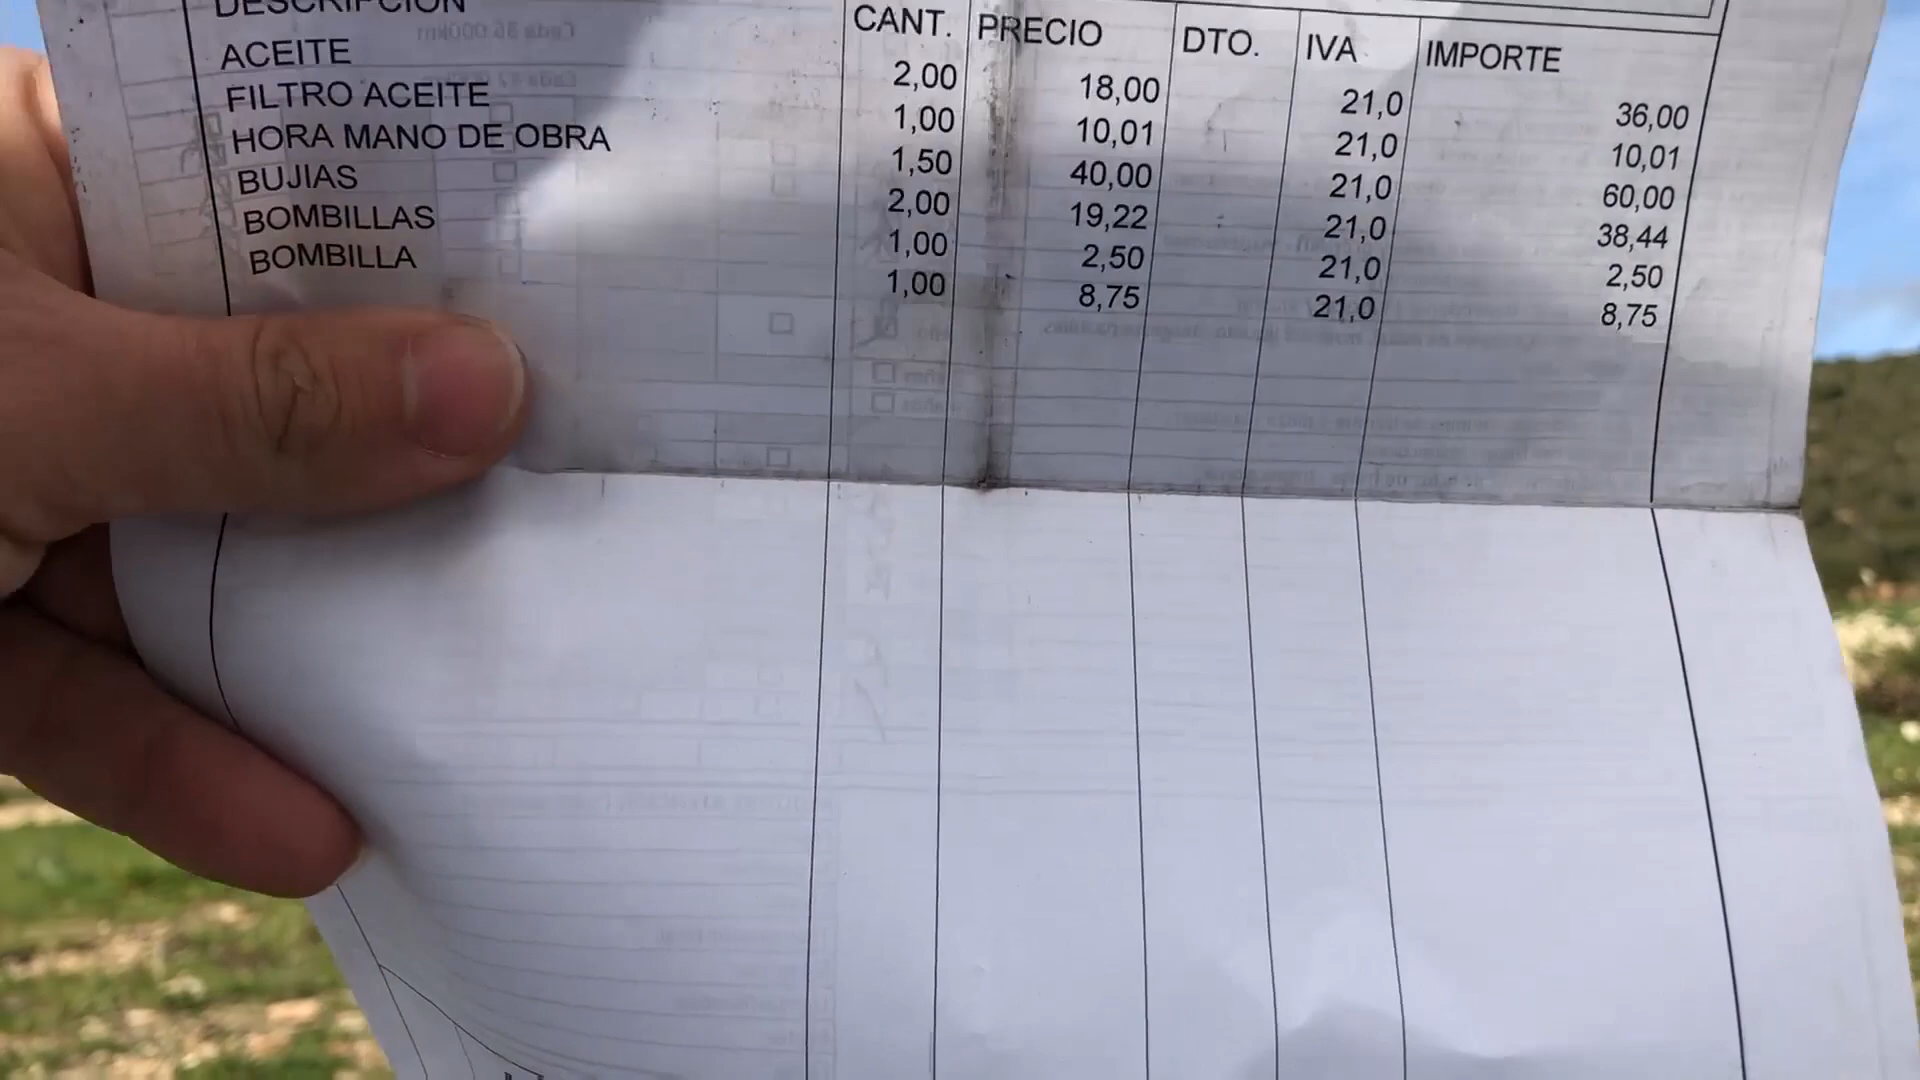 DESCRIPCION CANT. PRECIO DTO. IVA IMPORTE
ACEITE 2,00 18,00 21,0 36,00
FILTRO ACEITE 1,00 10,01 21,0 10,01
HORA MANO DE OBRA 1,50 40,00 21,0 60,00
BUJIAS 2,00 19,22 21,0 38,44
BOMBILLAS 1,00 2,50 21,0 2,50
BOMBILLA 1,00 8,75 21,0 8,75